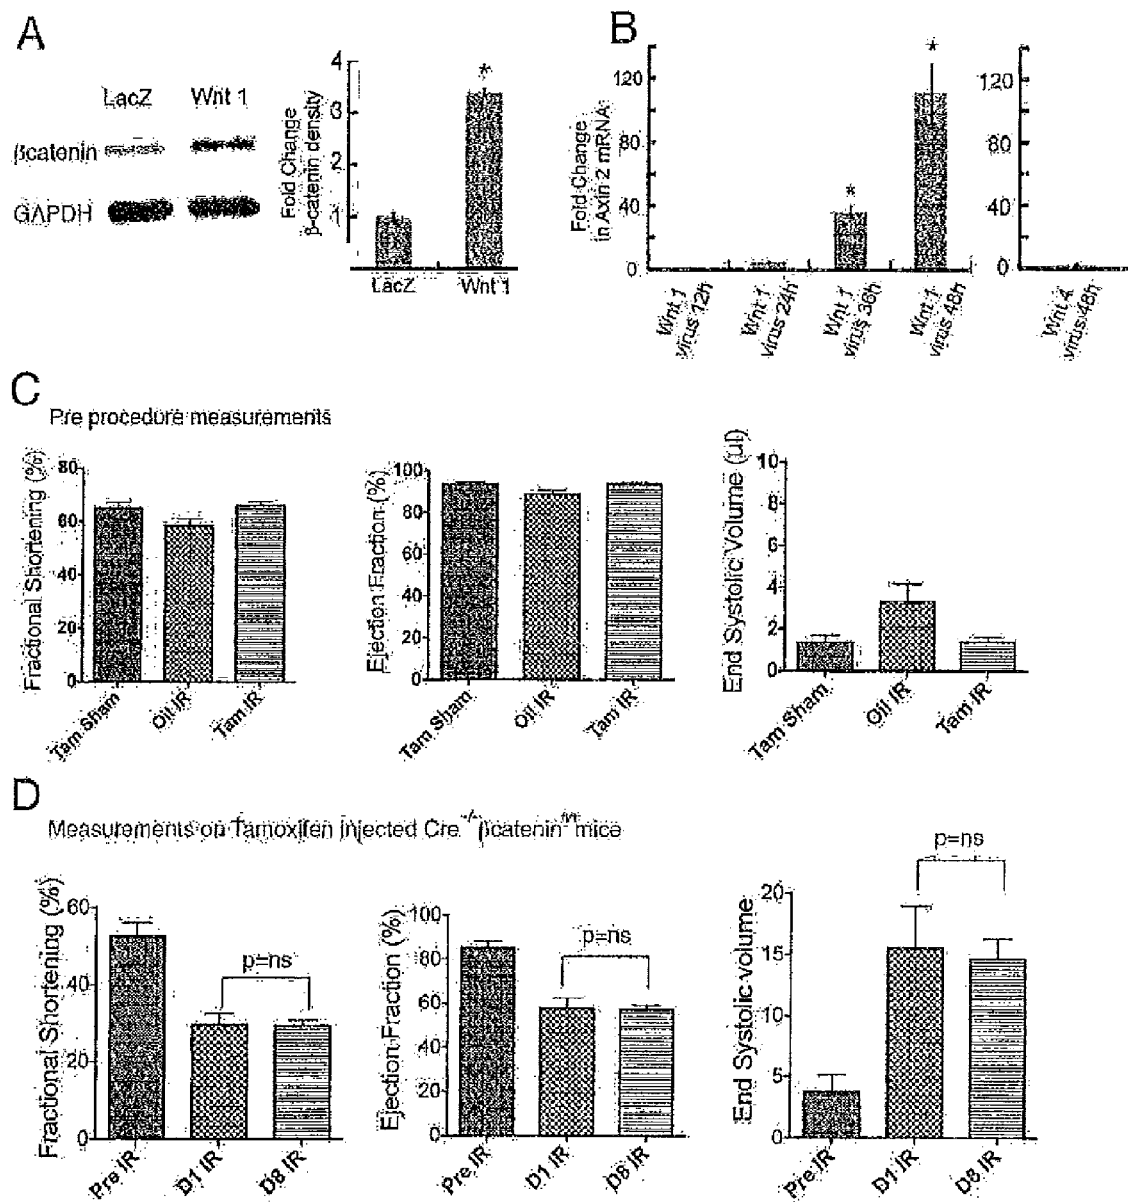 A
LacZ Wnt 1
βcatenin
GAPDH
Fold Change
β-catenin density
4
3
2
1
*
LacZ Wnt 1
B
Fold Change
in Axin 2 mRNA
120
80
40
0
*
*
Wnt 1
virus 12h
Wnt 1
virus 24h
Wnt 1
virus 36h
Wnt 1
virus 48h
120
80
40
0
Wnt 4
virus 48h
C
Pre procedure measurements
Fractional Shortening (%)
80
60
40
20
0
Tam Sham
Oil IR
Tam IR
Ejection Fraction (%)
100
80
60
40
20
0
Tam Sham
Oil IR
Tam IR
End Systolic Volume (ul)
10
8
6
4
2
0
Tam Sham
Oil IR
Tam IR
D
Measurements on Tamoxifen injected Cre -/- βcatenin fl/fl mice
Fractional Shortening (%)
60
40
20
0
p=ns
Pre IR
D1 IR
D8 IR
Ejection Fraction (%)
100
80
60
40
20
0
p=ns
Pre IR
D1 IR
D8 IR
End Systolic volume
20
15
10
5
0
p=ns
Pre IR
D1 IR
D8 IR